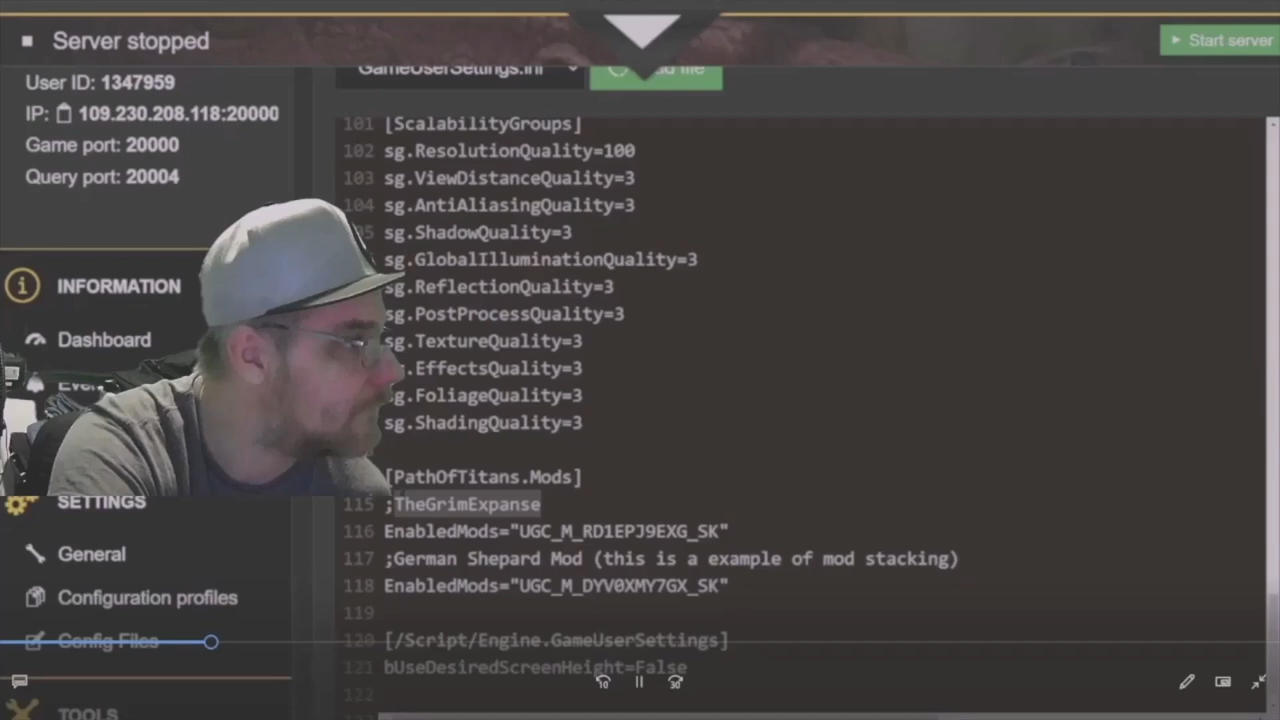 Server stopped
Start server
User ID: 1347959
GameUserSettings.ini
IP: 109.230.208.118:20000
Game port: 20000
Query port: 20004
101 [ScalabilityGroups]
102 sg.ResolutionQuality=100
103 sg.ViewDistanceQuality=3
104 sg.AntiAliasingQuality=3
sg.ShadowQuality=3
sg.GlobalIlluminationQuality=3
INFORMATION
sg.ReflectionQuality=3
sg.PostProcessQuality=3
Dashboard
sg.TextureQuality=3
.EffectsQuality=3
sg.FoliageQuality=3
sg.ShadingQuality=3
[PathOfTitans.Mods]
SETTINGS
115 ;TheGrimExpanse
116 EnabledMods="UGC_M_RD1EPJ9EXG_SK"
General
117 ;German Shepard Mod (this is a example of mod stacking)
118 EnabledMods="UGC_M_DYV0XMY7GX_SK"
Configuration profiles
119
Config Files
120 [/Script/Engine.GameUserSettings]
121 bUseDesiredScreenHeight=False
10
30
122
TOOLS